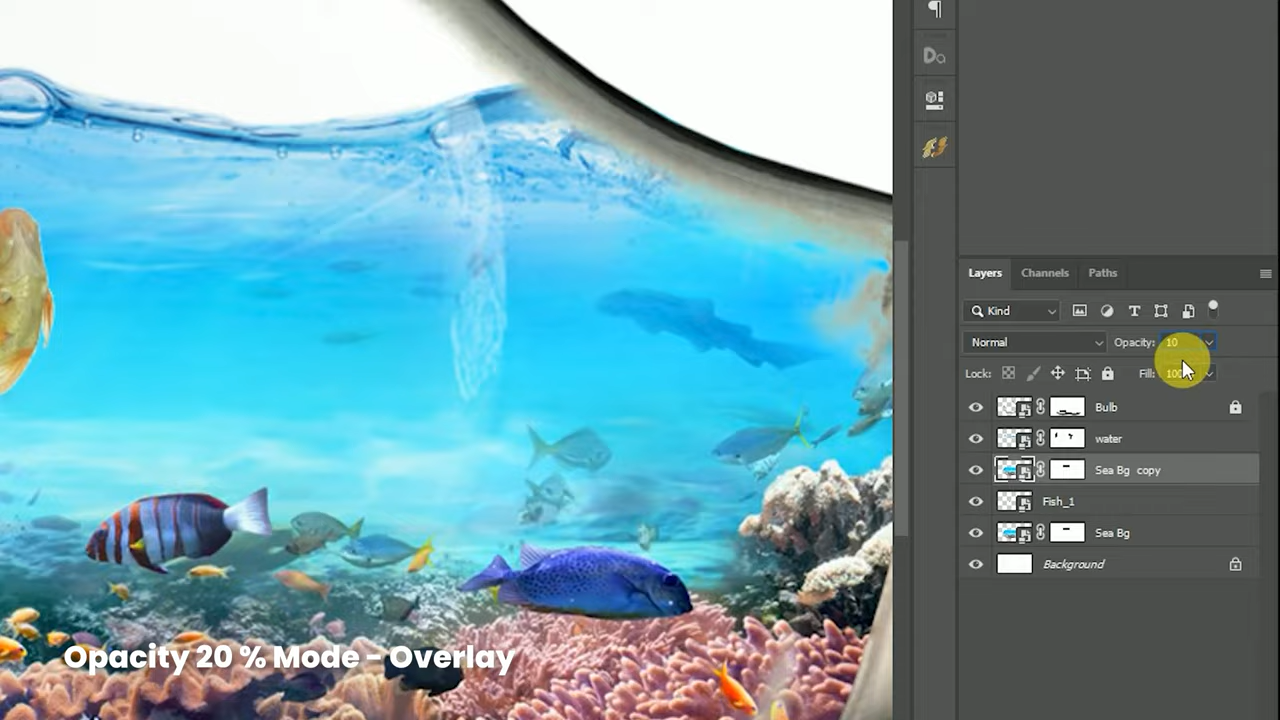 Layers Channels Paths
Kind
Normal Opacity: 10
Lock: Fill: 100
Bulb
water
Sea Bg copy
Fish_1
Sea Bg
Background
Opacity 20 % Mode - Overlay